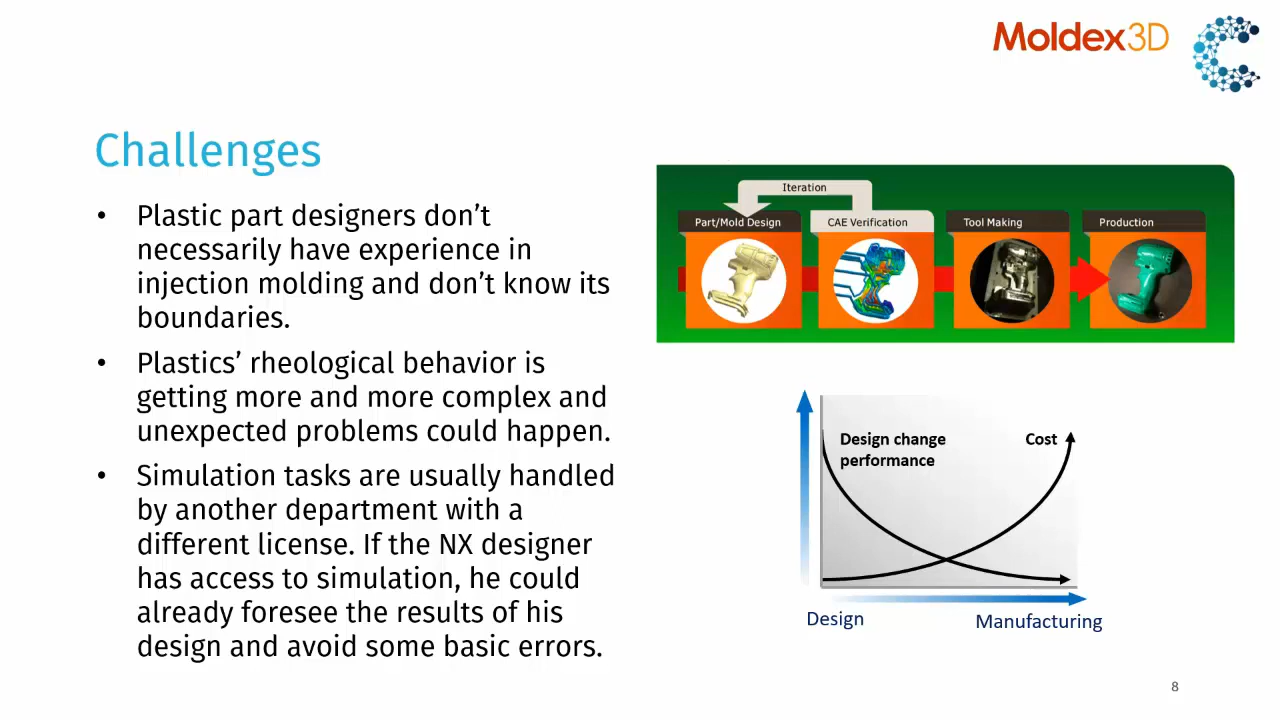 Moldex3D
Challenges
• Plastic part designers don’t
necessarily have experience in
injection molding and don’t know its
boundaries.
• Plastics’ rheological behavior is
getting more and more complex and
unexpected problems could happen.
• Simulation tasks are usually handled
by another department with a
different license. If the NX designer
has access to simulation, he could
already foresee the results of his
design and avoid some basic errors.
Iteration
Part/Mold Design
CAE Verification
Tool Making
Production
Design change
performance
Cost
Design
Manufacturing
8